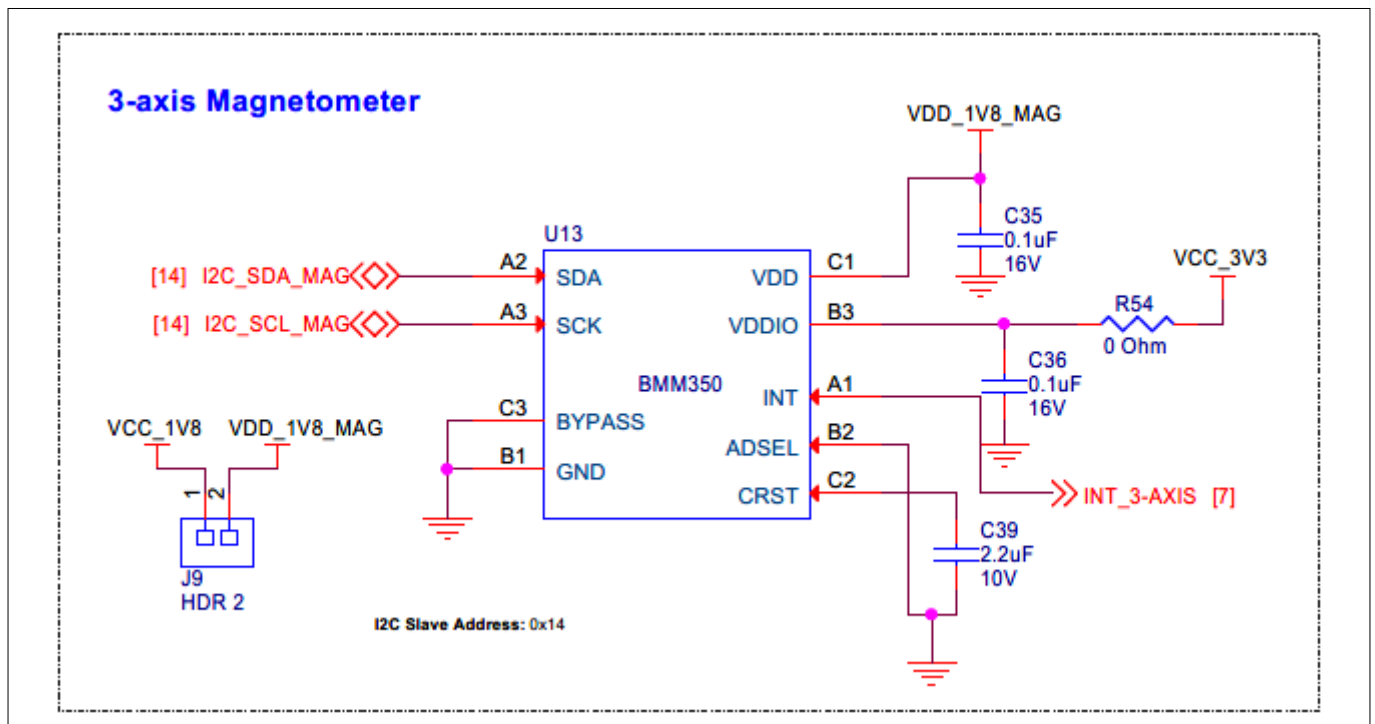 3-axis Magnetometer
VDD_1V8_MAG
C35
0.1uF
16V
VCC_3V3
U13
[14] I2C_SDA_MAG
A2
SDA
VDD
C1
[14] I2C_SCL_MAG
A3
SCK
VDDIO
B3
R54
0 Ohm
C36
0.1uF
16V
BMM350
INT
A1
C3
BYPASS
ADSEL
B2
B1
GND
CRST
C2
INT_3-AXIS [7]
VCC_1V8
VDD_1V8_MAG
1
2
J9
HDR 2
C39
2.2uF
10V
I2C Slave Address: 0x14